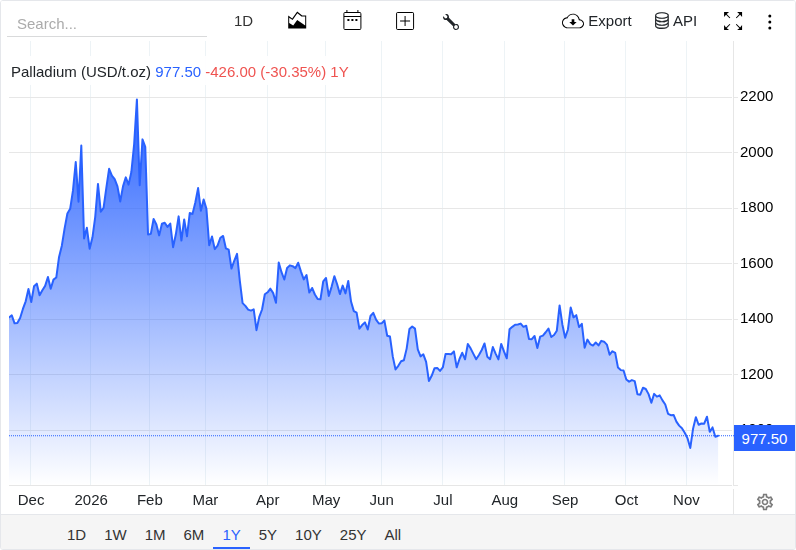 Search... 1D Export API
Palladium (USD/t.oz) 977.50 -426.00 (-30.35%) 1Y
2200
2000
1800
1600
1400
1200
977.50
Dec 2026 Feb Mar Apr May Jun Jul Aug Sep Oct Nov
1D 1W 1M 6M 1Y 5Y 10Y 25Y All